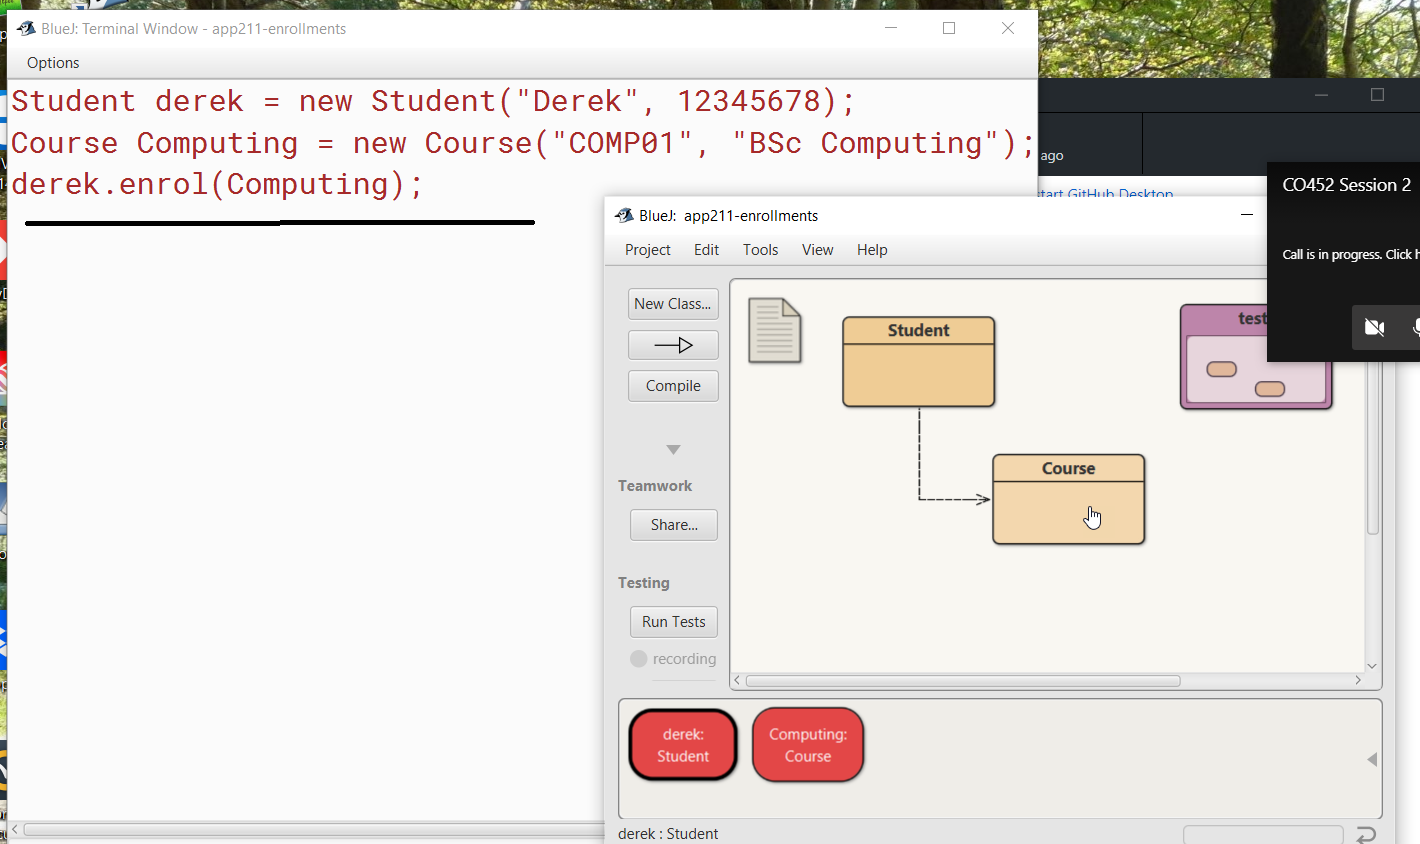 BlueJ: Terminal Window - app211-enrollments
Options
Student derek = new Student("Derek", 12345678);
Course Computing = new Course("COMP01", "BSc Computing");
derek.enrol(Computing);
ago
start GitHub Desktop
CO452 Session 2
Call is in progress. Click
BlueJ: app211-enrollments
Project Edit Tools View Help
New Class...
Compile
Teamwork
Share...
Testing
Run Tests
recording
Student
test
Course
derek:
Student
Computing:
Course
derek : Student